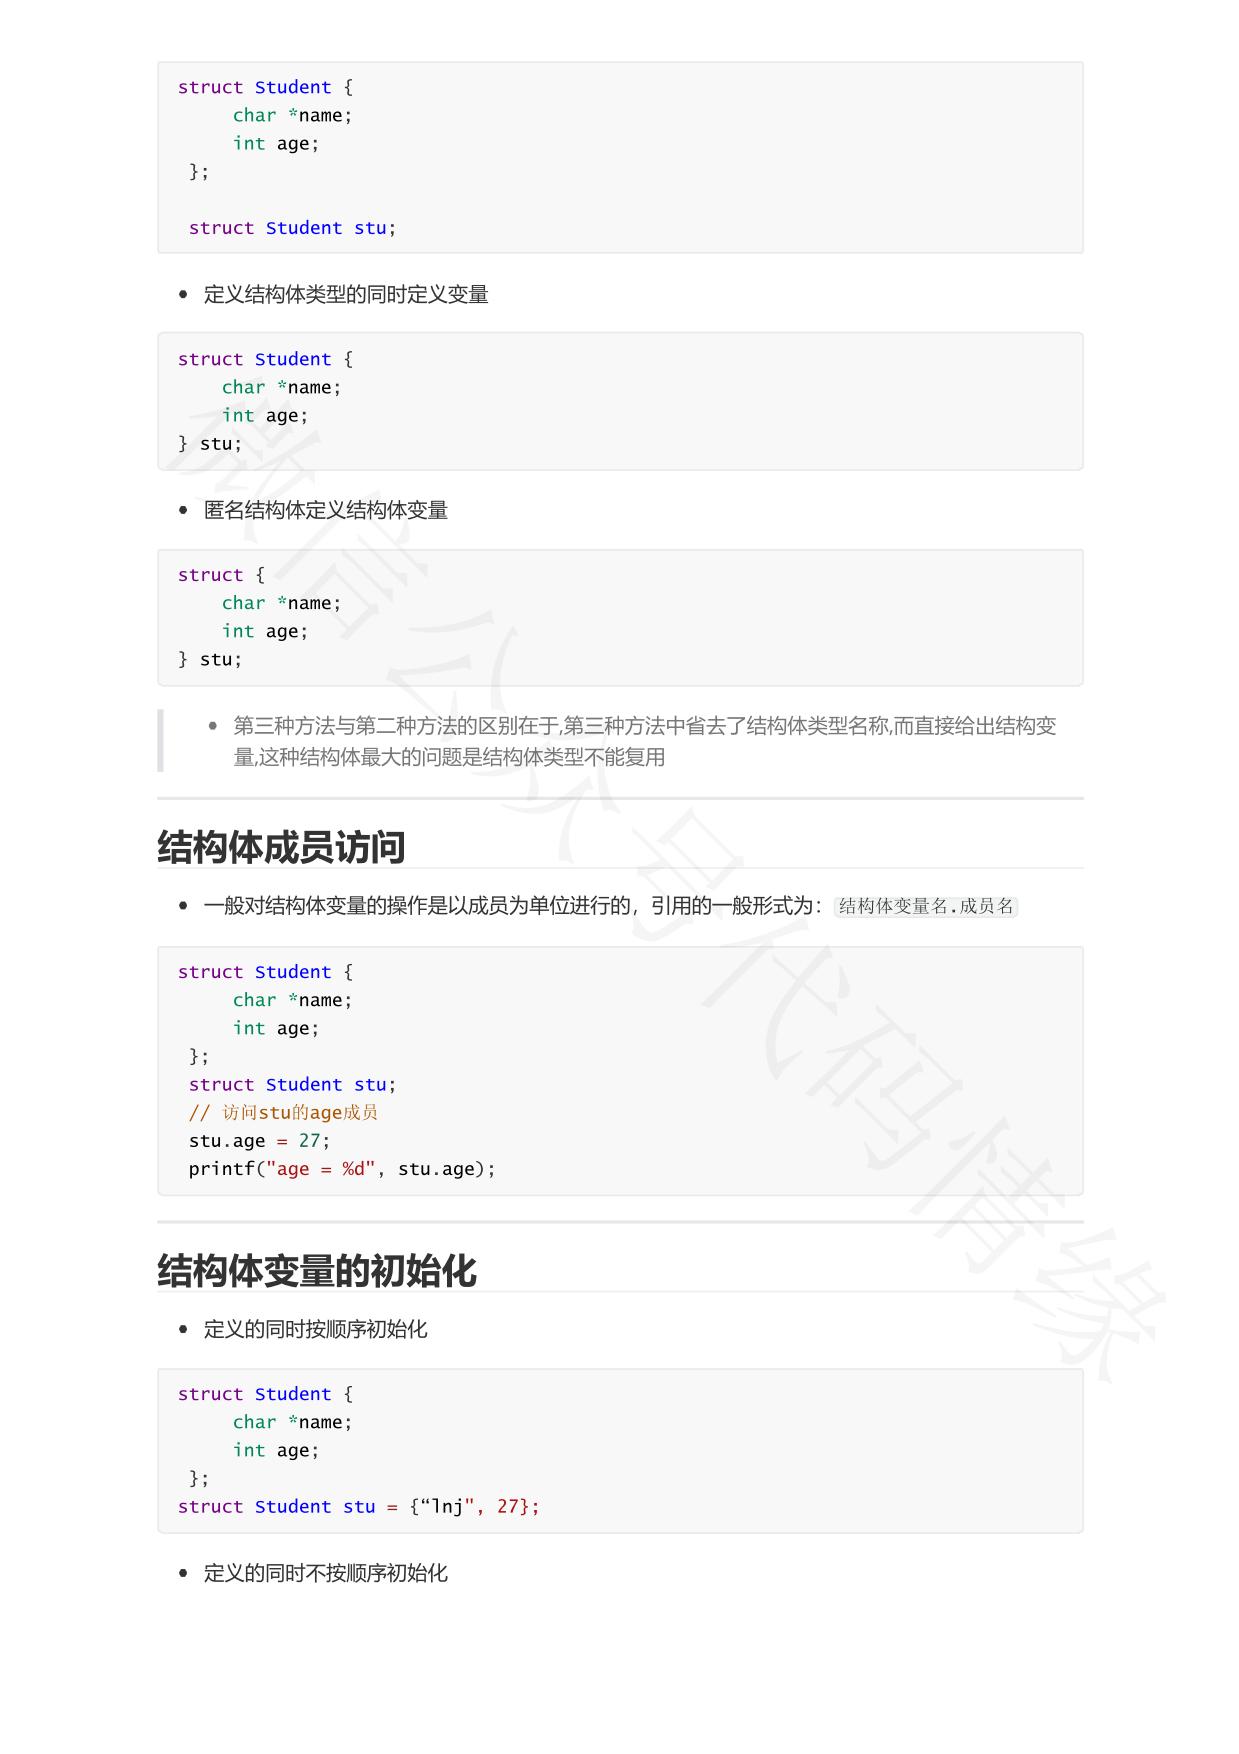 struct Student {
char *name;
int age;
};
struct Student stu;
• 定义结构体类型的同时定义变量
struct Student {
char *name;
int age;
} stu;
• 匿名结构体定义结构体变量
struct {
char *name;
int age;
} stu;
• 第三种方法与第二种方法的区别在于,第三种方法中省去了结构体类型名称,而直接给出结构变
量,这种结构体最大的问题是结构体类型不能复用
结构体成员访问
• 一般对结构体变量的操作是以成员为单位进行的，引用的一般形式为：结构体变量名.成员名
struct Student {
char *name;
int age;
};
struct Student stu;
// 访问stu的age成员
stu.age = 27;
printf("age = %d", stu.age);
结构体变量的初始化
• 定义的同时按顺序初始化
struct Student {
char *name;
int age;
};
struct Student stu = {“lnj", 27};
• 定义的同时不按顺序初始化
微信公众号代码情缘